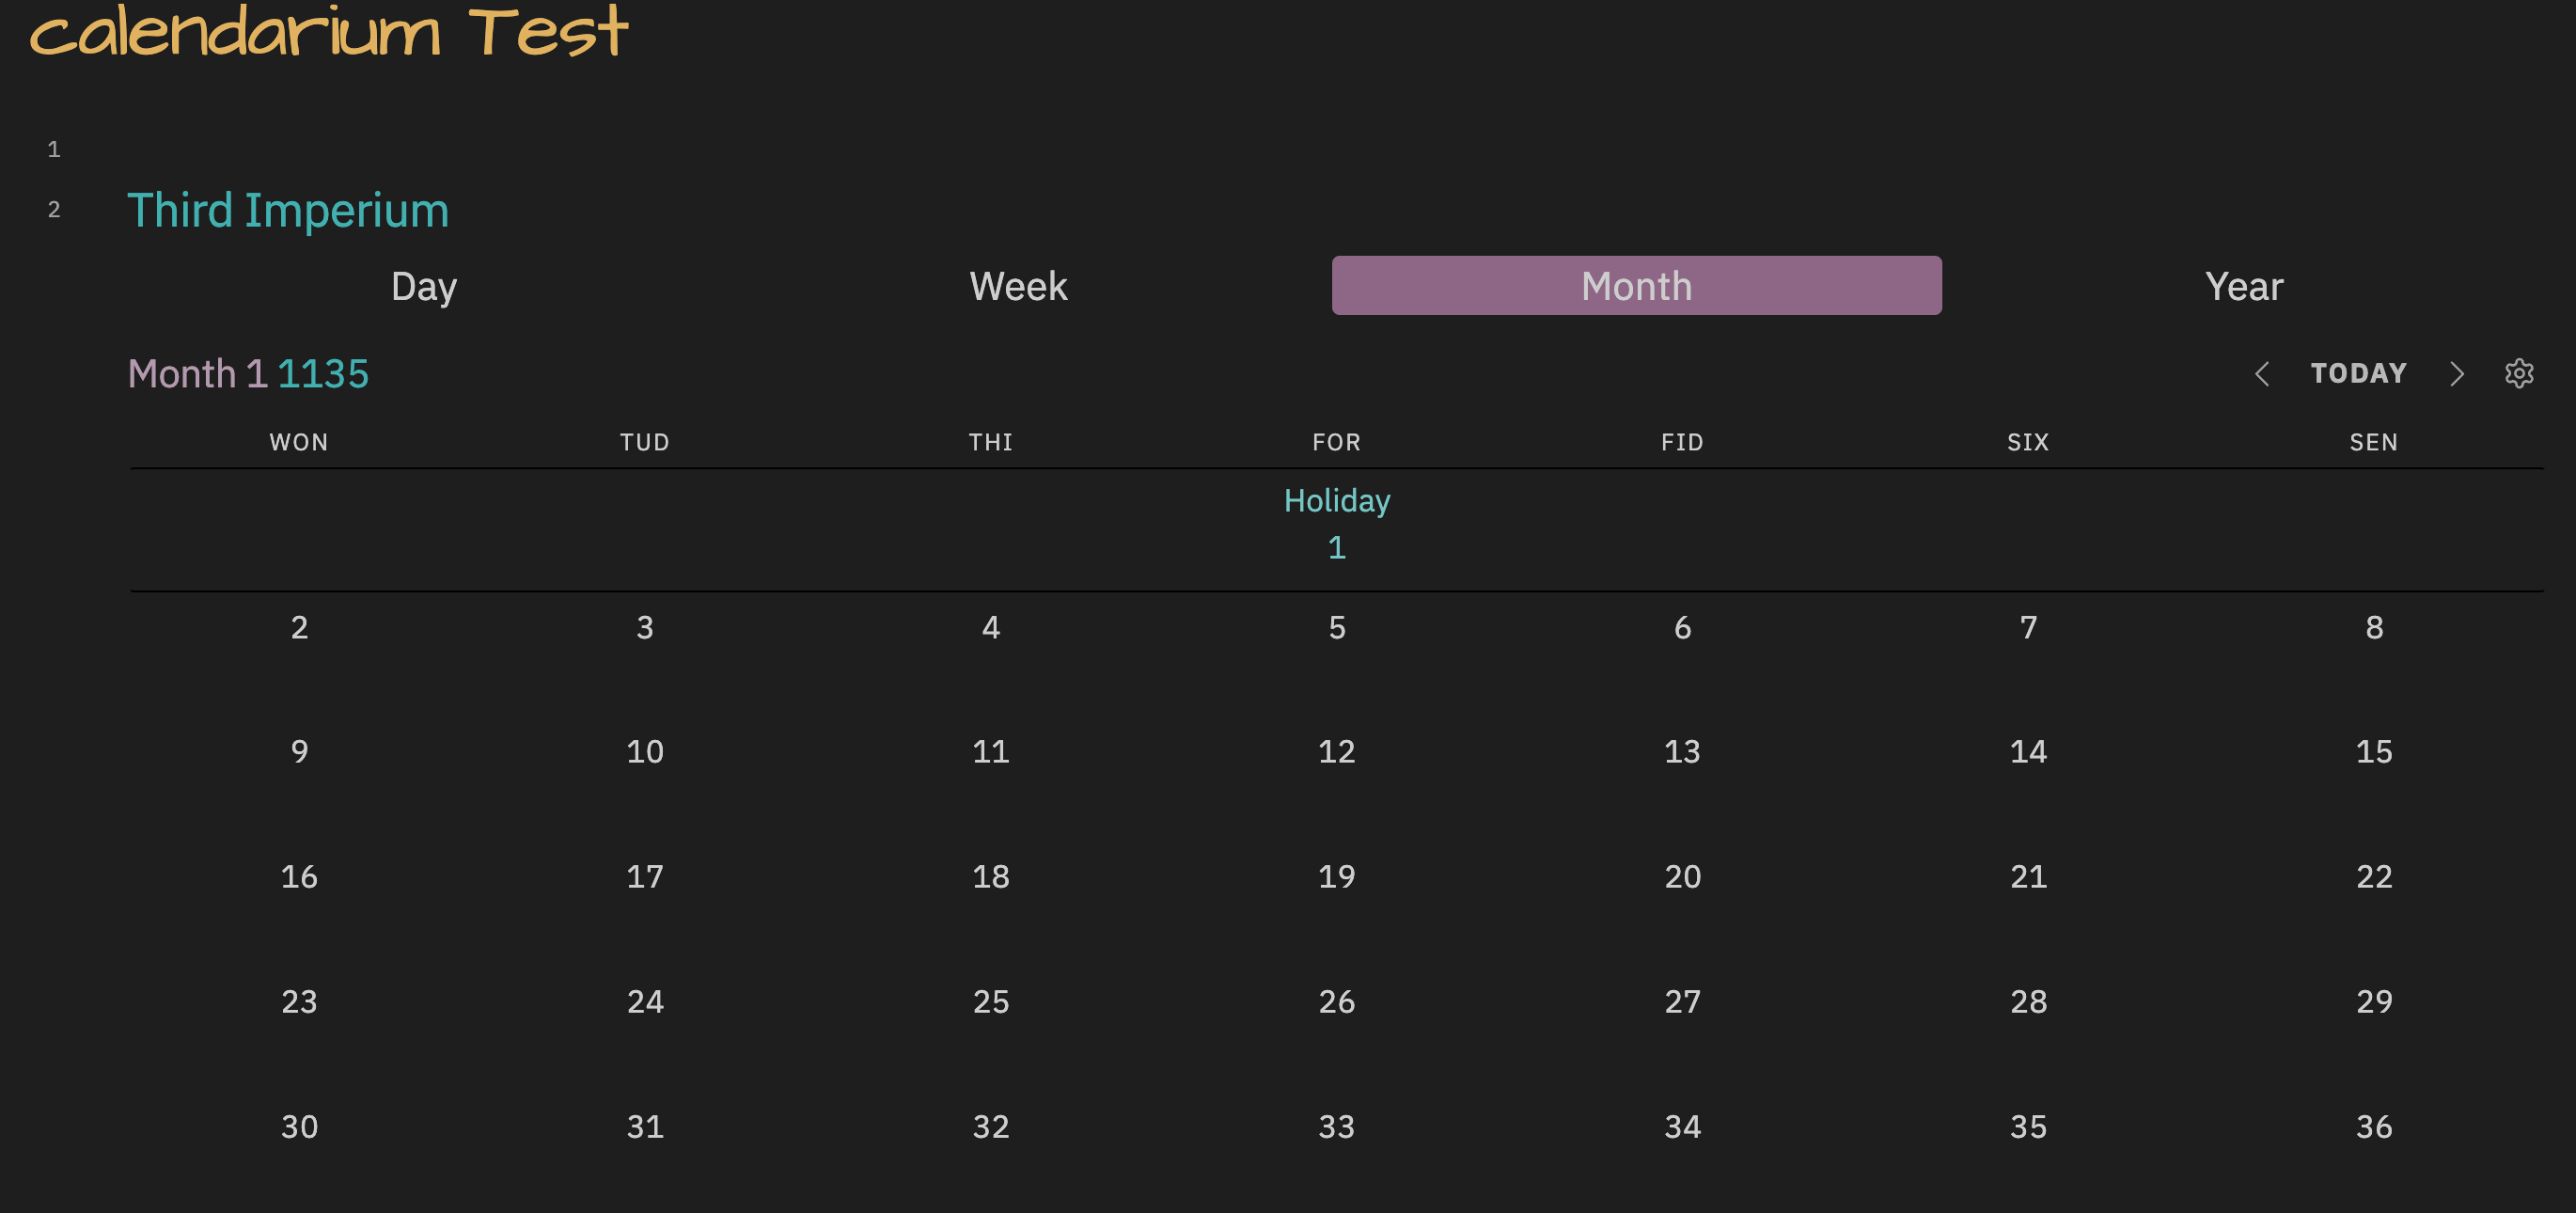 calendarium Test
1
2 Third Imperium
Day Week Month Year
Month 1 1135 TODAY
WON TUD THI FOR FID SIX SEN
Holiday
1
2 3 4 5 6 7 8
9 10 11 12 13 14 15
16 17 18 19 20 21 22
23 24 25 26 27 28 29
30 31 32 33 34 35 36